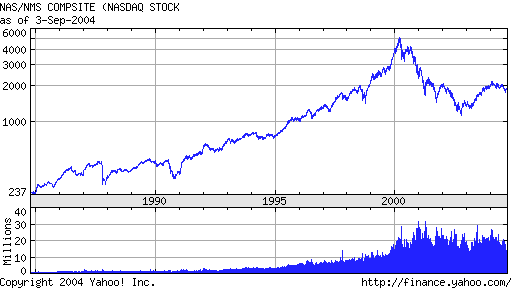 NAS/NMS COMPSITE (NASDAQ STOCK
as of 3-Sep-2004
6000
4000
3000
2000
1000
237
1990 1995 2000
40
30
20
10
0
Millions
Copyright 2004 Yahoo! Inc. http://finance.yahoo.com/